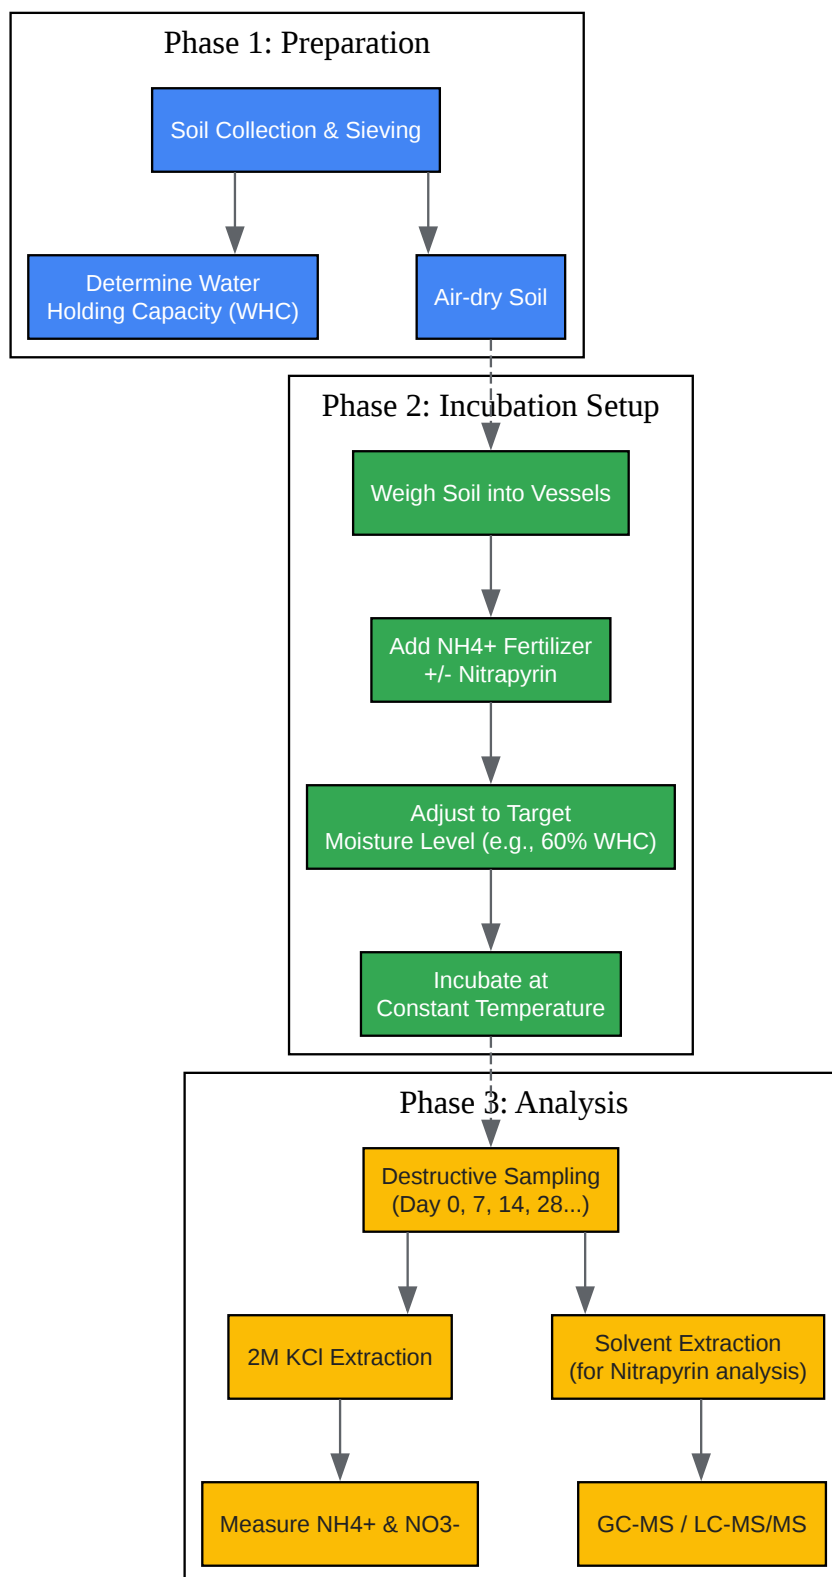 Phase 1: Preparation
Soil Collection & Sieving
Determine Water
Holding Capacity (WHC)
Air-dry Soil
Phase 2: Incubation Setup
Weigh Soil into Vessels
Add NH4+ Fertilizer
+/- Nitrapyrin
Adjust to Target
Moisture Level (e.g., 60% WHC)
Incubate at
Constant Temperature
Phase 3: Analysis
Destructive Sampling
(Day 0, 7, 14, 28...)
2M KCl Extraction
Solvent Extraction
(for Nitrapyrin analysis)
Measure NH4+ & NO3-
GC-MS / LC-MS/MS